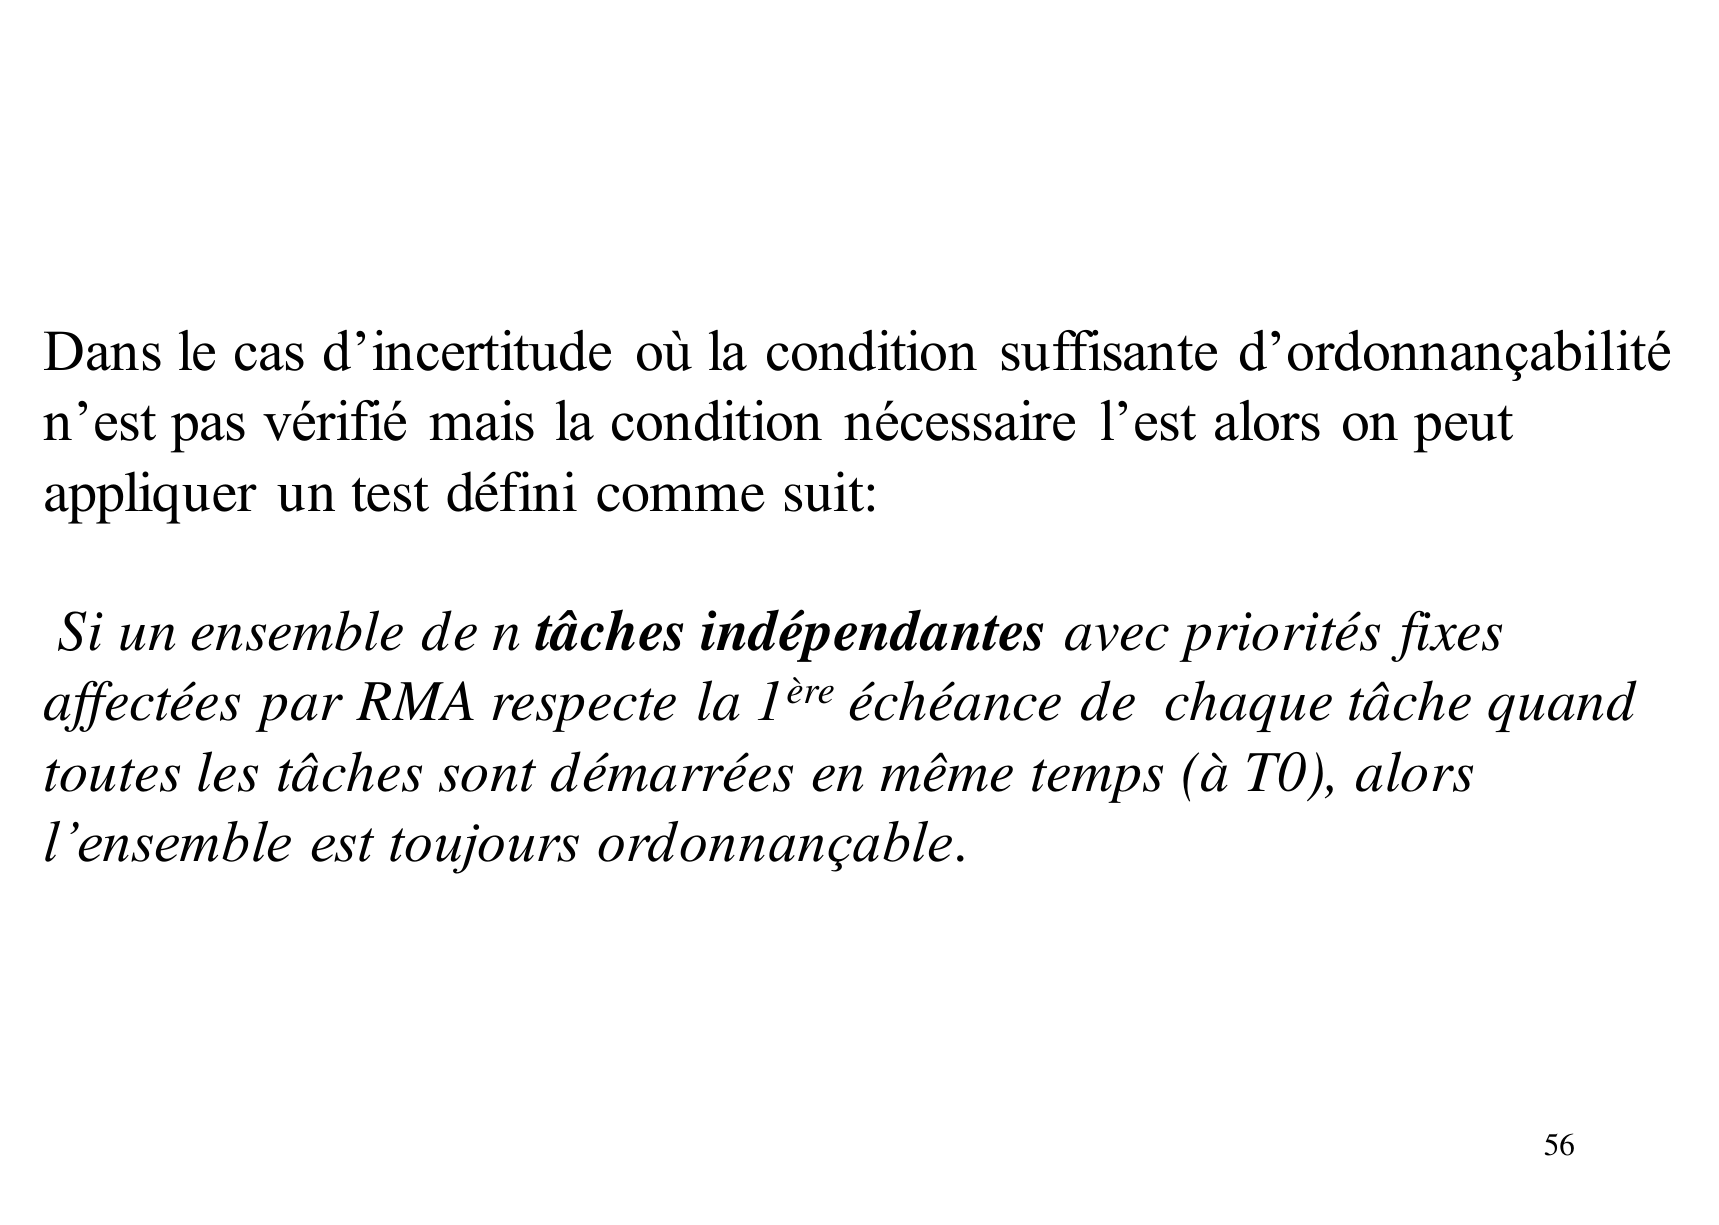 Dans le cas d’incertitude où la condition suffisante d’ordonnançabilité
n’est pas vérifié mais la condition nécessaire l’est alors on peut
appliquer un test défini comme suit:
Si un ensemble de n tâches indépendantes avec priorités fixes
affectées par RMA respecte la 1ère échéance de chaque tâche quand
toutes les tâches sont démarrées en même temps (à T0), alors
l’ensemble est toujours ordonnançable.
56